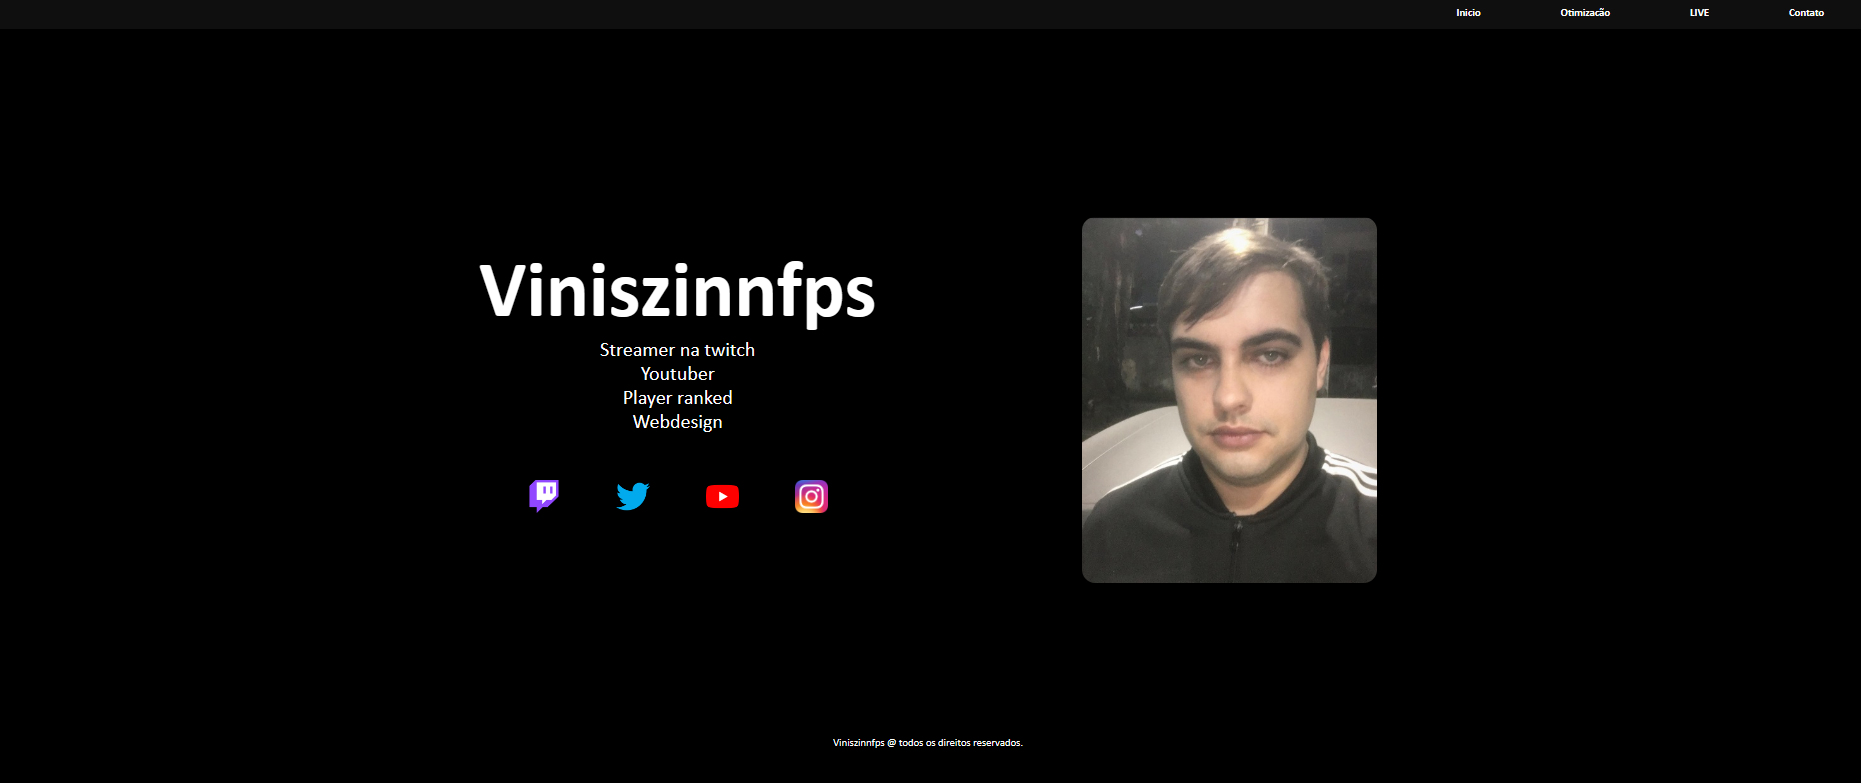 Inicio
Otimizacão
LIVE
Contato
Viniszinnfps
Streamer na twitch
Youtuber
Player ranked
Webdesign
Viniszinnfps @ todos os direitos reservados.